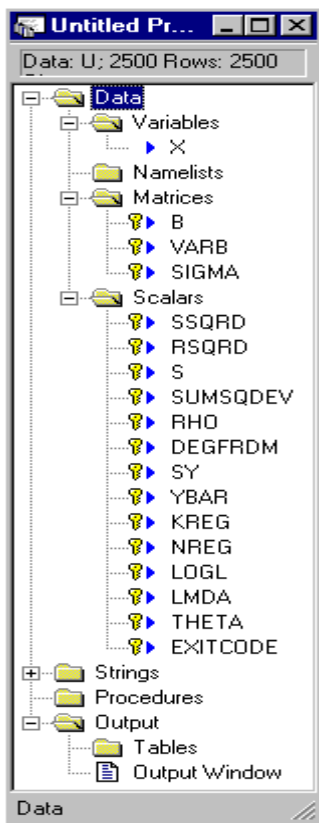 Untitled Pr...
Data: U; 2500 Rows: 2500
Data
Variables
X
Namelists
Matrices
B
VARB
SIGMA
Scalars
SSQRD
RSQRD
S
SUMSQDEV
RHO
DEGFRDM
SY
YBAR
KREG
NREG
LOGL
LMDA
THETA
EXITCODE
Strings
Procedures
Output
Tables
Output Window
Data